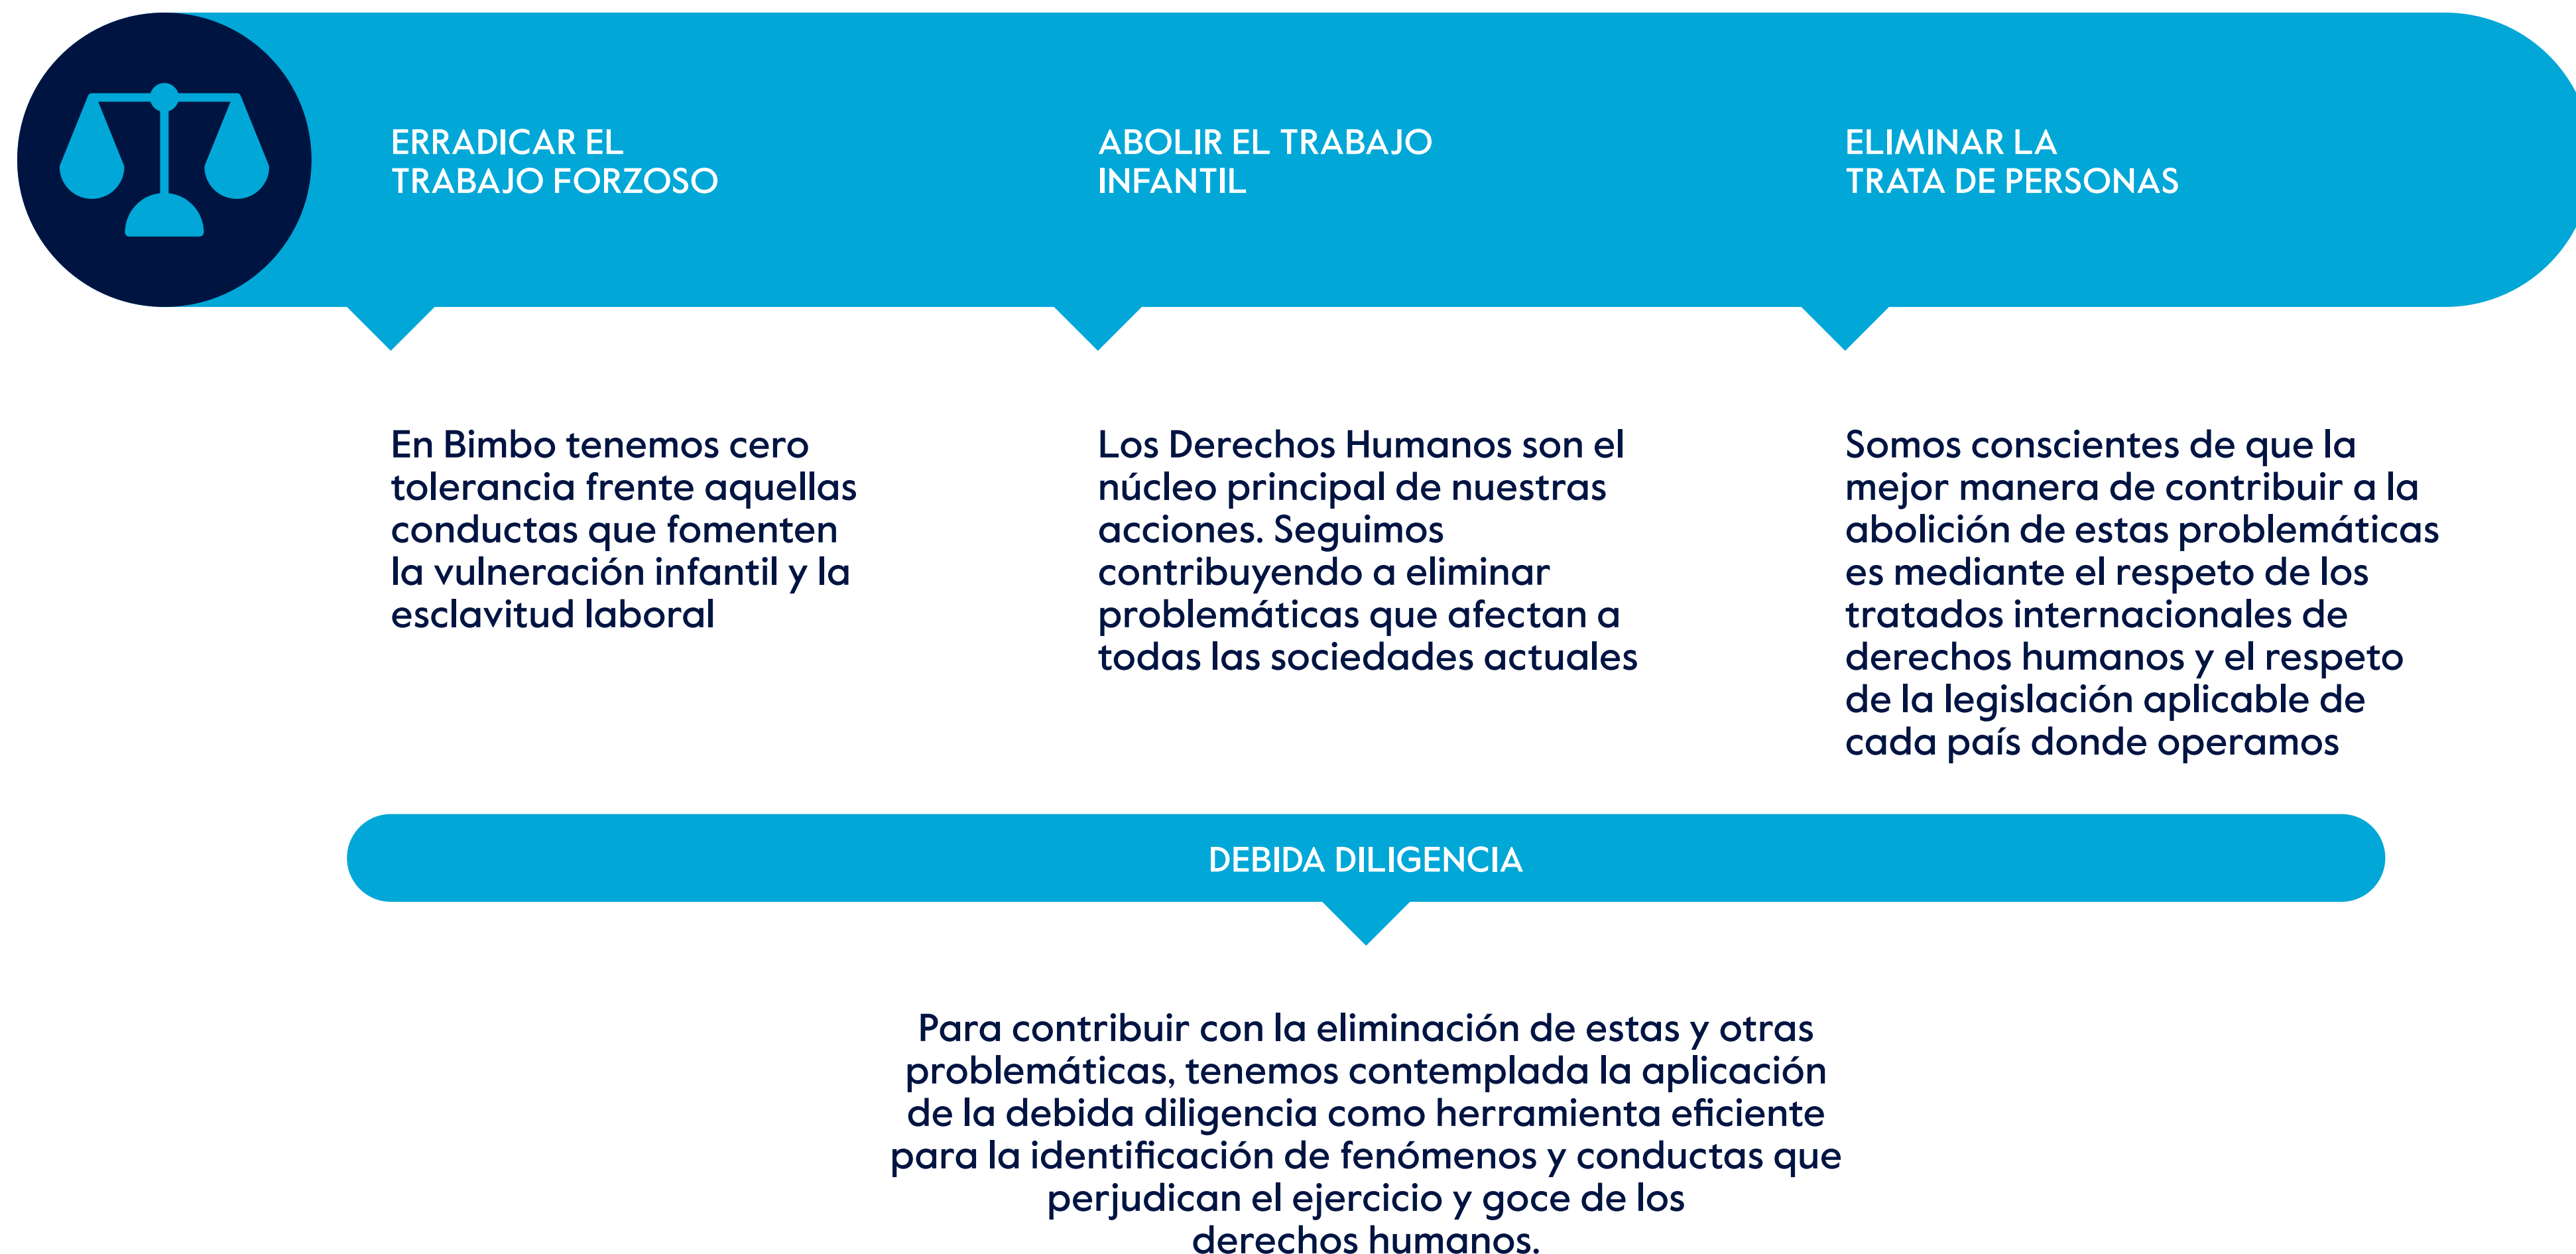 ERRADICAR EL
TRABAJO FORZOSO
ABOLIR EL TRABAJO
INFANTIL
ELIMINAR LA
TRATA DE PERSONAS
En Bimbo tenemos cero
tolerancia frente aquellas
conductas que fomenten
la vulneración infantil y la
esclavitud laboral
Los Derechos Humanos son el
núcleo principal de nuestras
acciones. Seguimos
contribuyendo a eliminar
problemáticas que afectan a
todas las sociedades actuales
Somos conscientes de que la
mejor manera de contribuir a la
abolición de estas problemáticas
es mediante el respeto de los
tratados internacionales de
derechos humanos y el respeto
de la legislación aplicable de
cada país donde operamos
DEBIDA DILIGENCIA
Para contribuir con la eliminación de estas y otras
problemáticas, tenemos contemplada la aplicación
de la debida diligencia como herramienta eficiente
para la identificación de fenómenos y conductas que
perjudican el ejercicio y goce de los
derechos humanos.